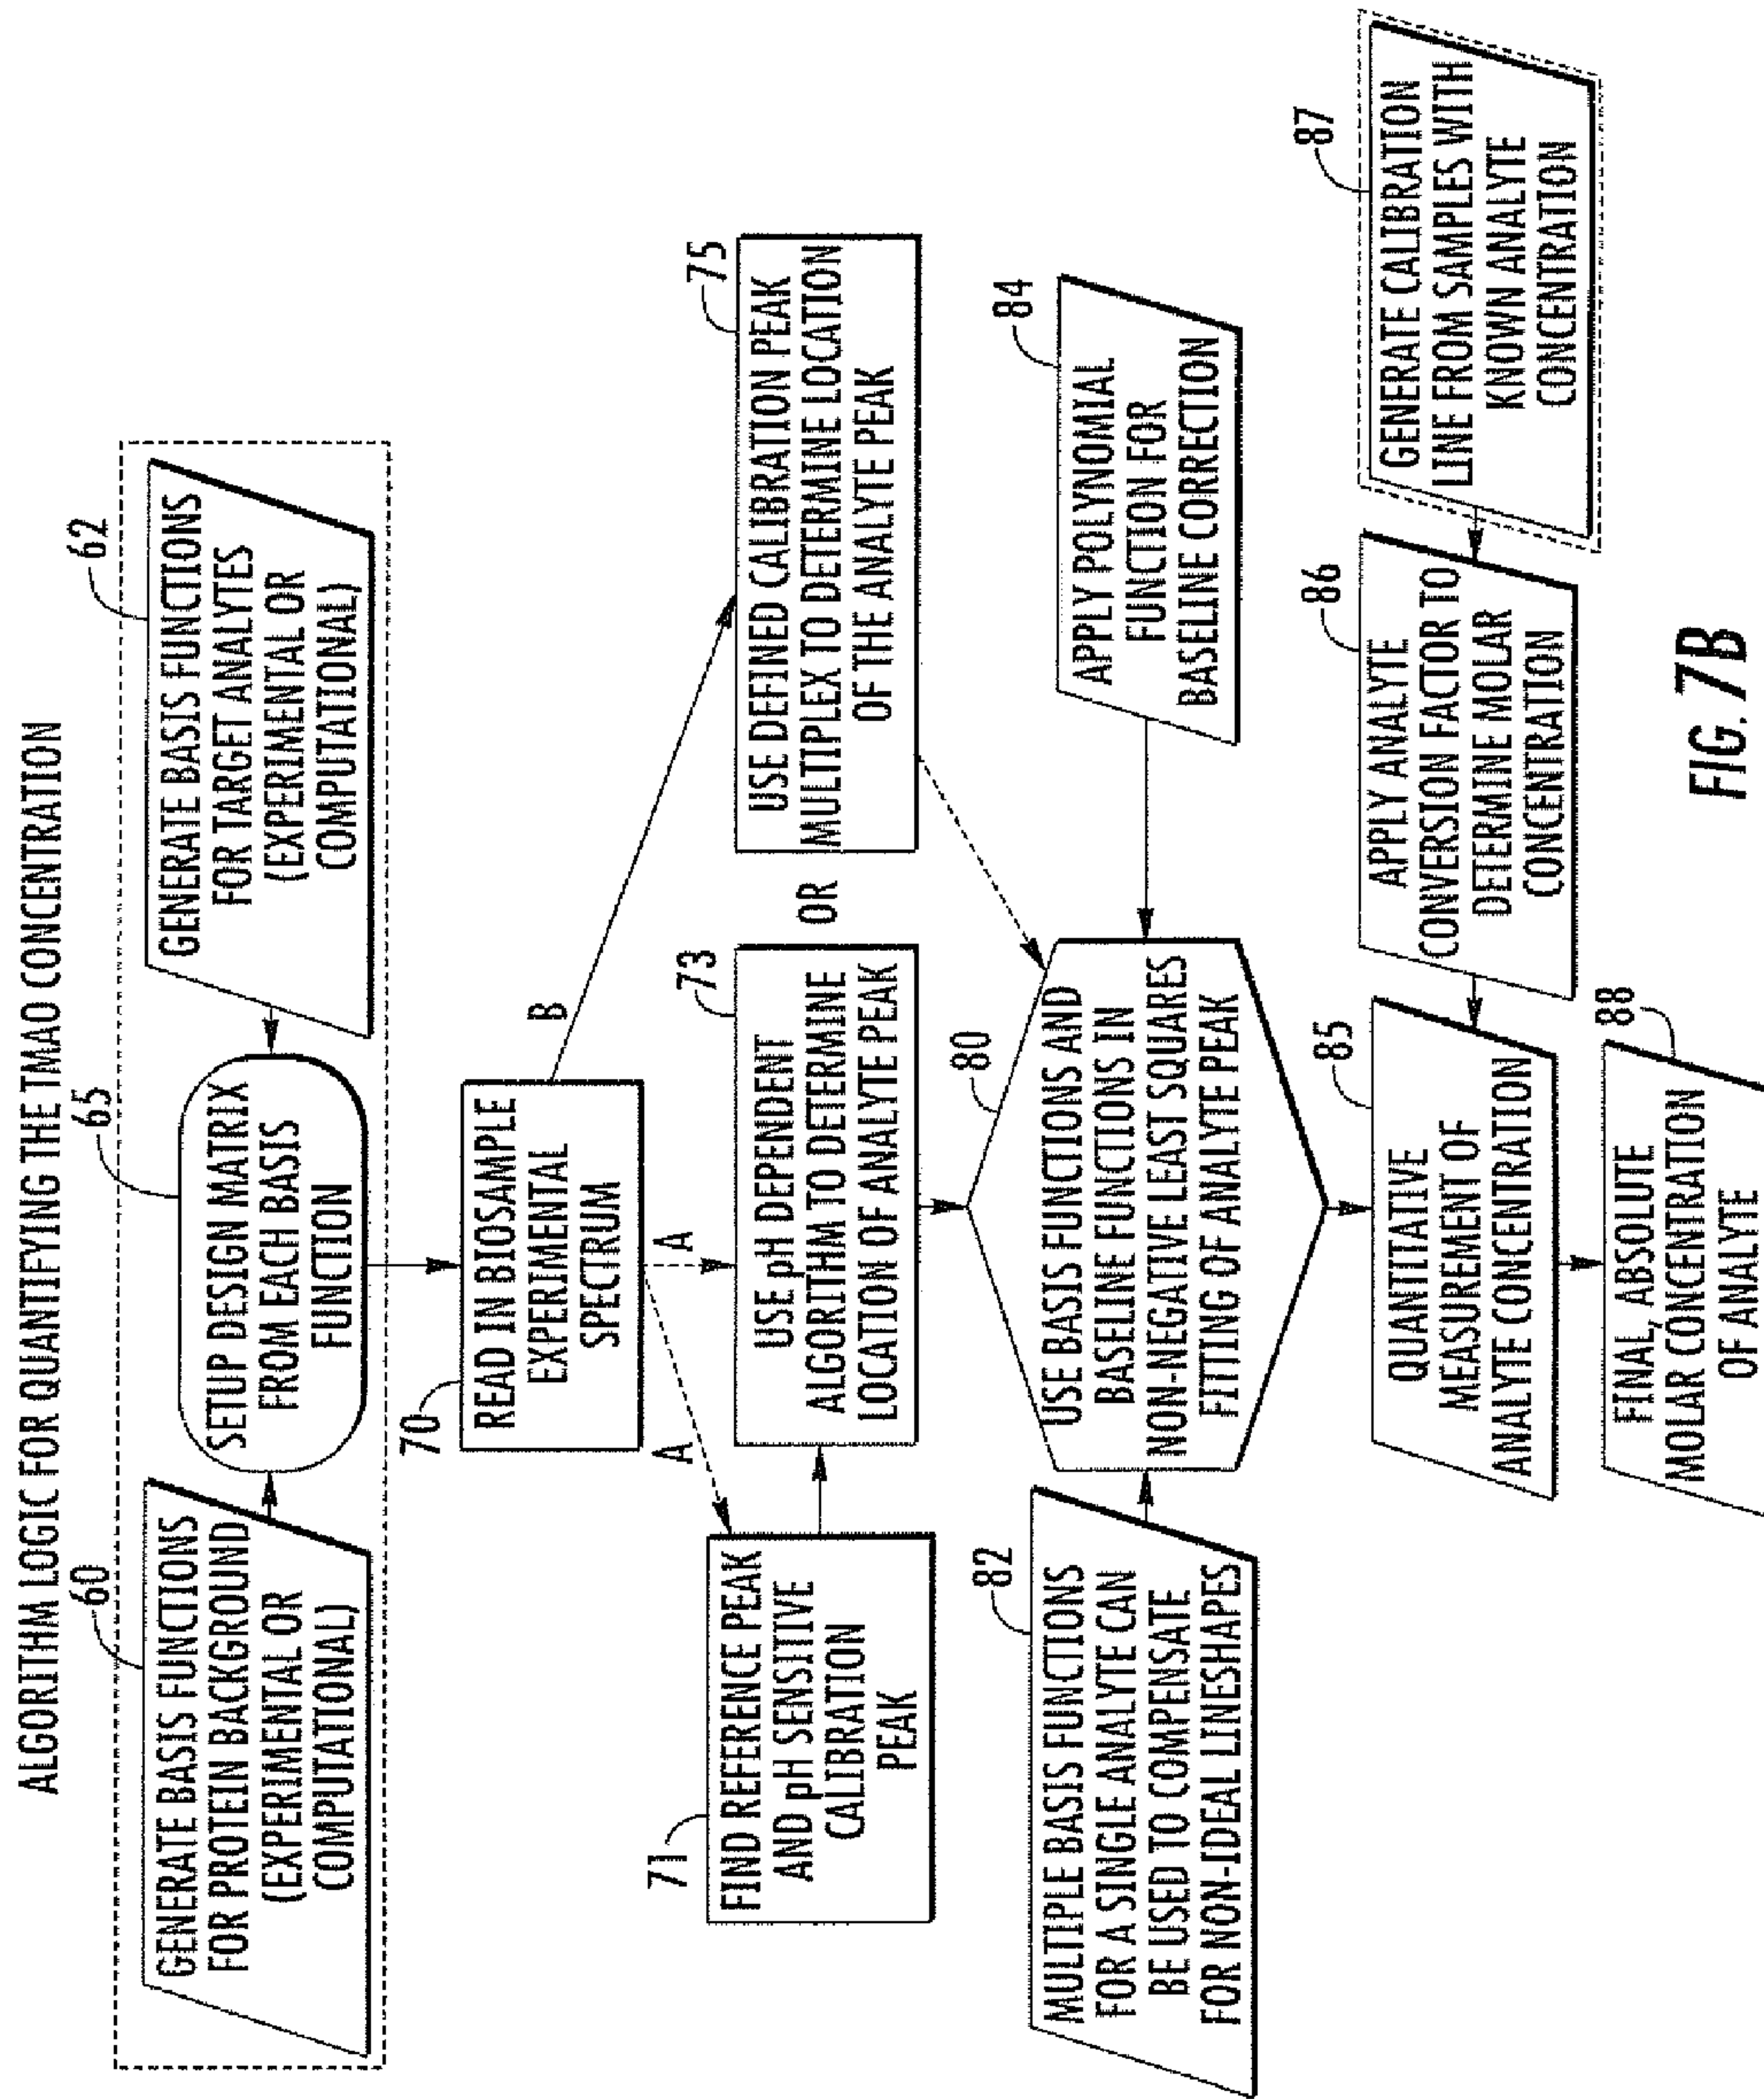 ALGORITHM LOGIC FOR QUANTIFYING THE TMAO CONCENTRATION
60
GENERATE BASIS FUNCTIONS
FOR PROTEIN BACKGROUND
(EXPERIMENTAL OR
COMPUTATIONAL)
65
SETUP DESIGN MATRIX
FROM EACH BASIS
FUNCTION
62
GENERATE BASIS FUNCTIONS
FOR TARGET ANALYTES
(EXPERIMENTAL OR
COMPUTATIONAL)
70
READ IN BIOSAMPLE
EXPERIMENTAL
SPECTRUM
A
A
B
71
FIND REFERENCE PEAK
AND pH SENSITIVE
CALIBRATION
PEAK
73
USE pH DEPENDENT
ALGORITHM TO DETERMINE
LOCATION OF ANALYTE PEAK
OR
75
USE DEFINED CALIBRATION PEAK
MULTIPLEX TO DETERMINE LOCATION
OF THE ANALYTE PEAK
82
MULTIPLE BASIS FUNCTIONS
FOR A SINGLE ANALYTE CAN
BE USED TO COMPENSATE
FOR NON-IDEAL LINESHAPES
80
USE BASIS FUNCTIONS AND
BASELINE FUNCTIONS IN
NON-NEGATIVE LEAST SQUARES
FITTING OF ANALYTE PEAK
84
APPLY POLYNOMIAL
FUNCTION FOR
BASELINE CORRECTION
85
QUANTITATIVE
MEASUREMENT OF
ANALYTE CONCENTRATION
86
APPLY ANALYTE
CONVERSION FACTOR TO
DETERMINE MOLAR
CONCENTRATION
87
GENERATE CALIBRATION
LINE FROM SAMPLES WITH
KNOWN ANALYTE
CONCENTRATION
88
FINAL, ABSOLUTE
MOLAR CONCENTRATION
OF ANALYTE
FIG. 7B